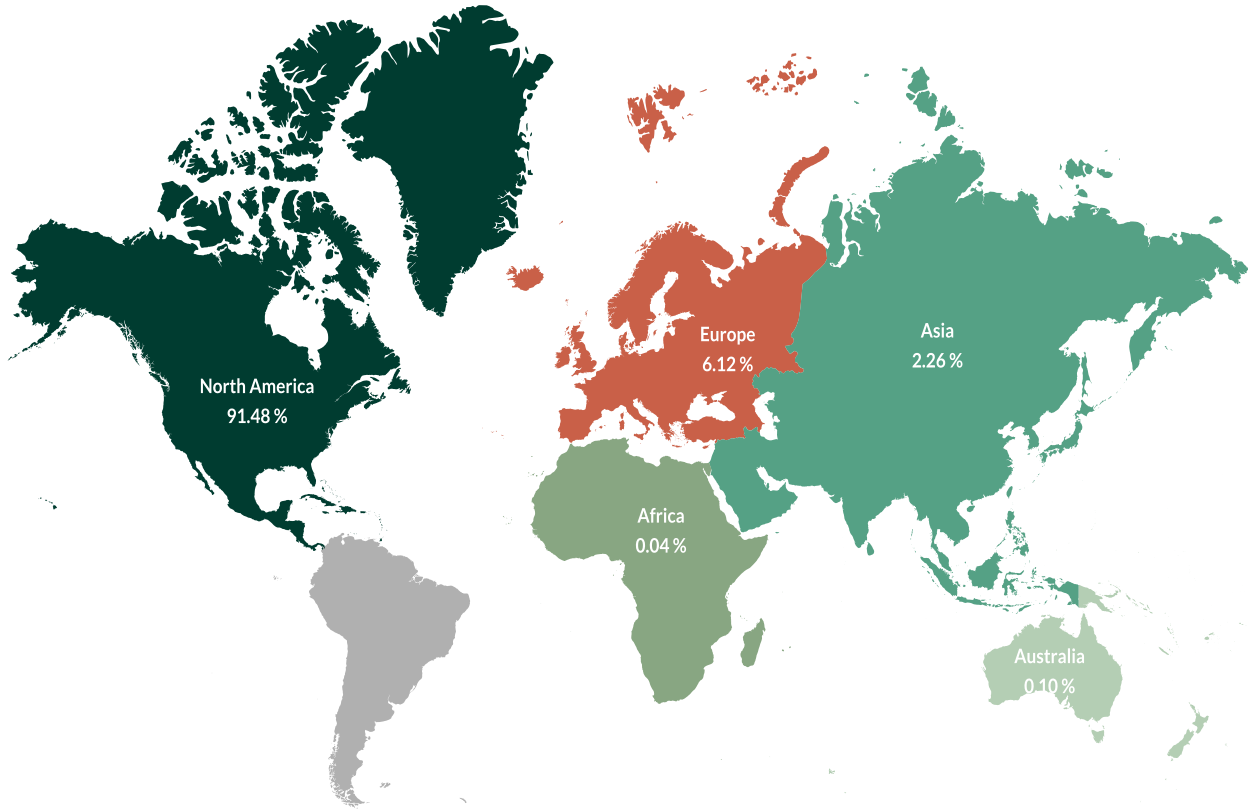 North America
91.48 %
Europe
6.12 %
Asia
2.26 %
Africa
0.04 %
Australia
0.10 %